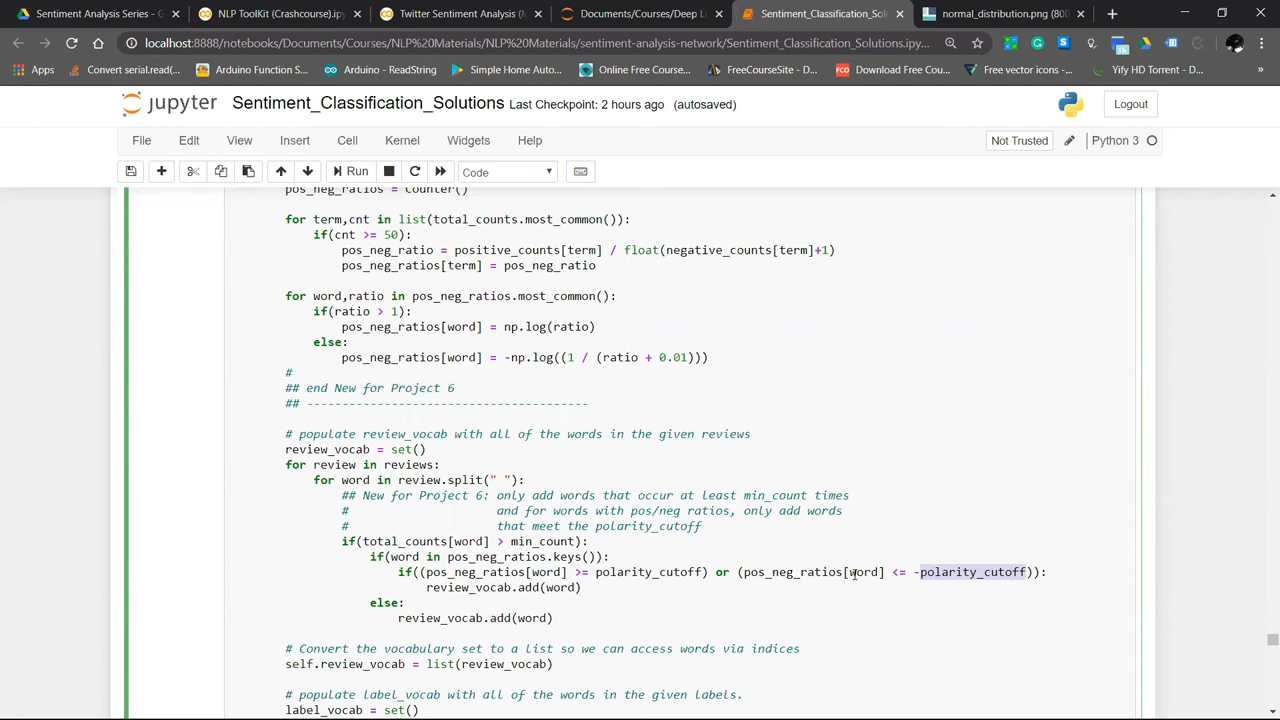 Sentiment Analysis Series - G
NLP ToolKit (Crashcourse).ipy
Twitter Sentiment Analysis (M
Documents/Courses/Deep L
Sentiment_Classification_Solu
normal_distribution.png (800×
localhost:8888/notebooks/Documents/Courses/NLP%20Materials/NLP%20Materials/sentiment-analysis-network/Sentiment_Classification_Solutions.ipy...
Apps
Convert serial.read(...
Arduino Function S...
Arduino - ReadString
Simple Home Auto...
Online Free Course...
FreeCourseSite - D...
Download Free Cou...
Free vector icons -...
Yify HD Torrent - D...
jupyter Sentiment_Classification_Solutions Last Checkpoint: 2 hours ago (autosaved)
Logout
File Edit View Insert Cell Kernel Widgets Help
Not Trusted
Python 3
Run
Code
pos_neg_ratios = Counter()
for term,cnt in list(total_counts.most_common()):
if(cnt >= 50):
pos_neg_ratio = positive_counts[term] / float(negative_counts[term]+1)
pos_neg_ratios[term] = pos_neg_ratio
for word,ratio in pos_neg_ratios.most_common():
if(ratio > 1):
pos_neg_ratios[word] = np.log(ratio)
else:
pos_neg_ratios[word] = -np.log((1 / (ratio + 0.01)))
#
## end New for Project 6
## ----------------------------------------
# populate review_vocab with all of the words in the given reviews
review_vocab = set()
for review in reviews:
for word in review.split(" "):
## New for Project 6: only add words that occur at least min_count times
# and for words with pos/neg ratios, only add words
# that meet the polarity_cutoff
if(total_counts[word] > min_count):
if(word in pos_neg_ratios.keys()):
if((pos_neg_ratios[word] >= polarity_cutoff) or (pos_neg_ratios[word] <= -polarity_cutoff)):
review_vocab.add(word)
else:
review_vocab.add(word)
# Convert the vocabulary set to a list so we can access words via indices
self.review_vocab = list(review_vocab)
# populate label_vocab with all of the words in the given labels.
label_vocab = set()